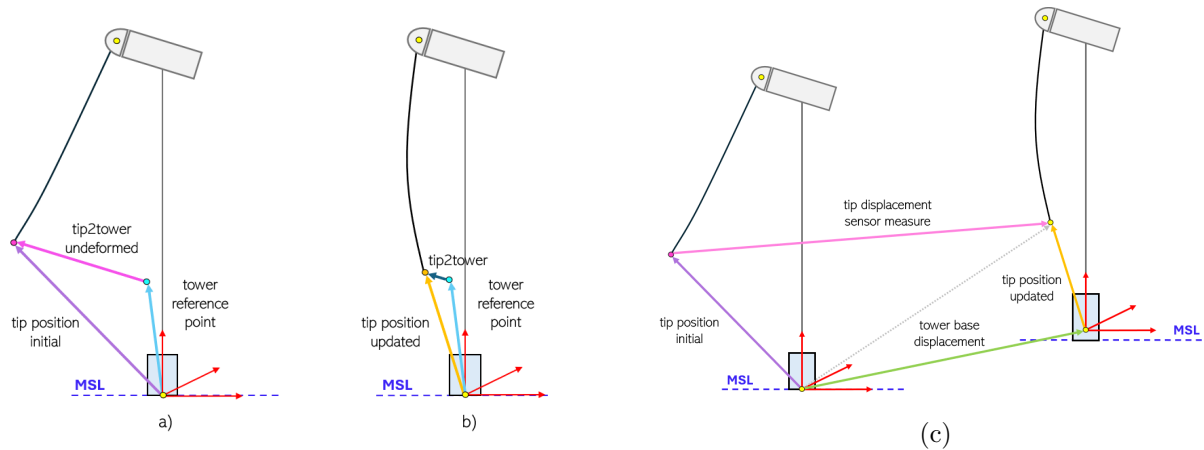 tip2tower
undeformed
tower
reference
point
tip position
initial
MSL
a)
tip2tower
tower
reference
point
tip position
updated
MSL
b)
tip displacement
sensor measure
tip position
initial
tip position
updated
tower base
displacement
MSL
MSL
(c)